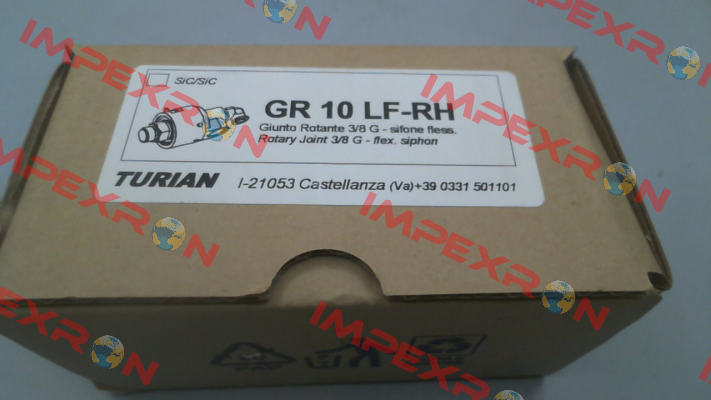 IMPEXRON
IMPEXRON
IMPEXRON
SiC/SiC
GR 10 LF-RH
Giunto Rotante 3/8 G - sifone fless.
Rotary Joint 3/8 G - flex. siphon
TURIAN I-21053 Castellanza (Va)+39 0331 501101
IMPEXRON
IMPEXRON
IMPEXRON
PAP